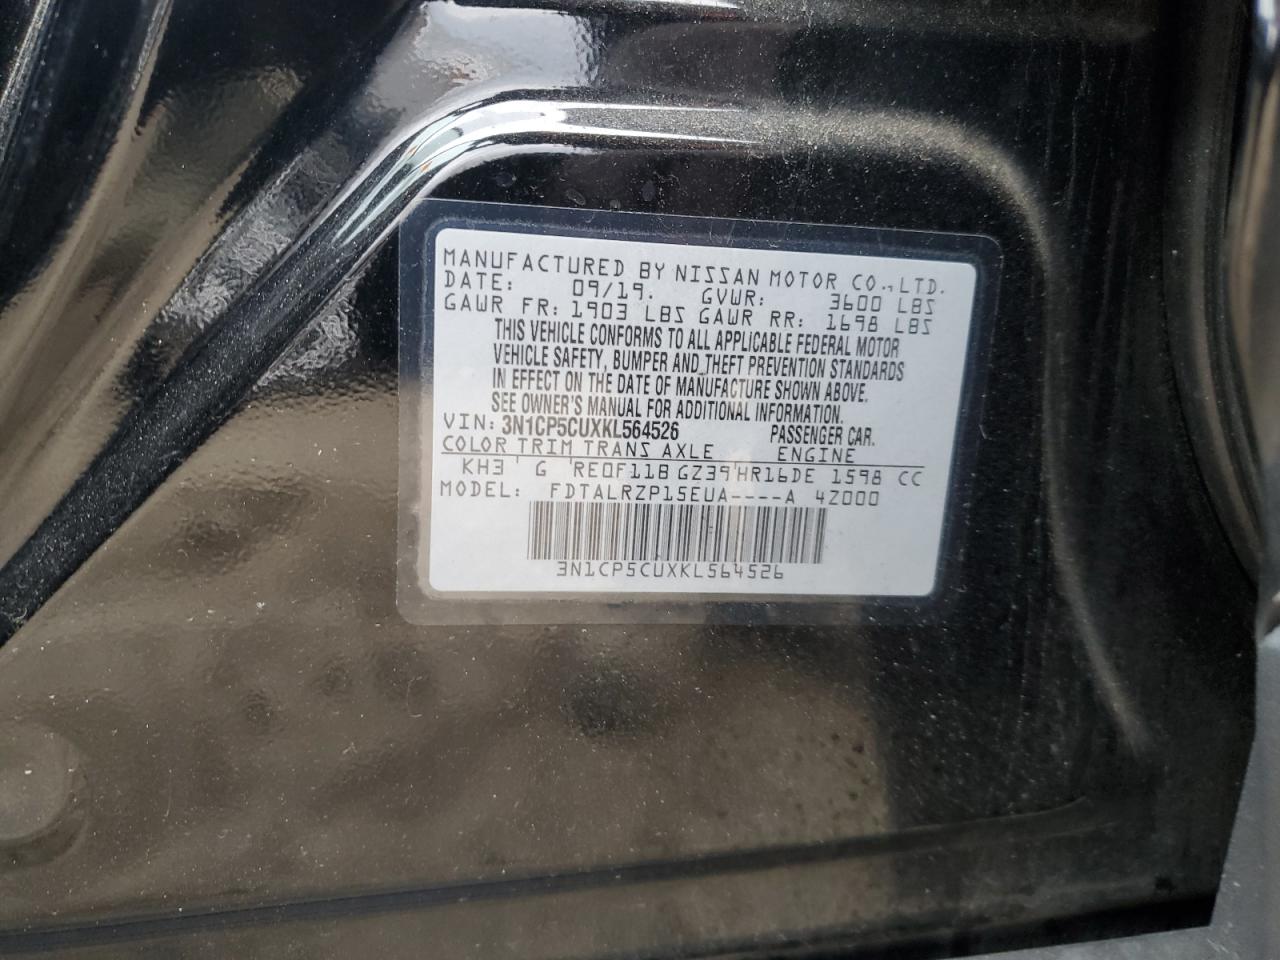 MANUFACTURED BY NISSAN MOTOR CO.,LTD.
DATE: 09/19. GVWR: 3600 LBS
GAWR FR: 1903 LBS GAWR RR: 1698 LBS
THIS VEHICLE CONFORMS TO ALL APPLICABLE FEDERAL MOTOR
VEHICLE SAFETY, BUMPER AND THEFT PREVENTION STANDARDS
IN EFFECT ON THE DATE OF MANUFACTURE SHOWN ABOVE.
SEE OWNER'S MANUAL FOR ADDITIONAL INFORMATION.
VIN: 3N1CP5CUXKL564526 PASSENGER CAR.
COLOR TRIM TRANS AXLE ENGINE
KH3 G RE0F11B GZ39 HR16DE 1598 CC
MODEL: FDTALRZP15EUA----A 4Z000
3N1CP5CUXKL564526